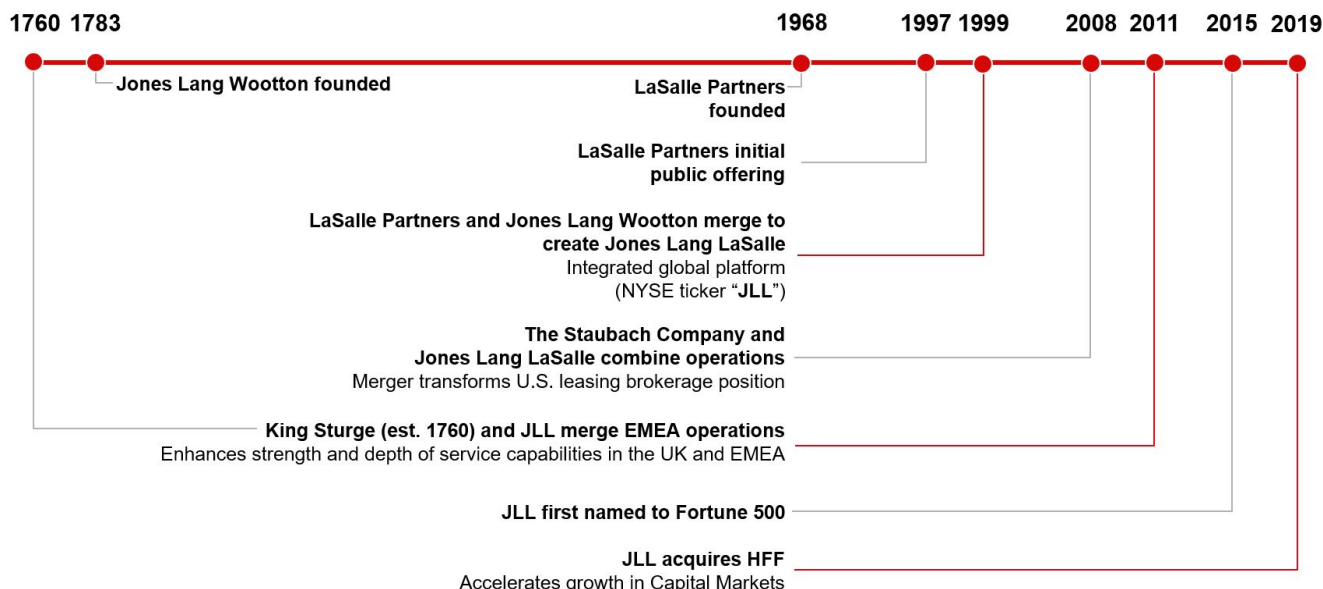 1760 1783 1968 1997 1999 2008 2011 2015 2019
Jones Lang Wootton founded
LaSalle Partners
founded
LaSalle Partners initial
public offering
LaSalle Partners and Jones Lang Wootton merge to
create Jones Lang LaSalle
Integrated global platform
(NYSE ticker “JLL”)
The Staubach Company and
Jones Lang LaSalle combine operations
Merger transforms U.S. leasing brokerage position
King Sturge (est. 1760) and JLL merge EMEA operations
Enhances strength and depth of service capabilities in the UK and EMEA
JLL first named to Fortune 500
JLL acquires HFF
Accelerates growth in Capital Markets